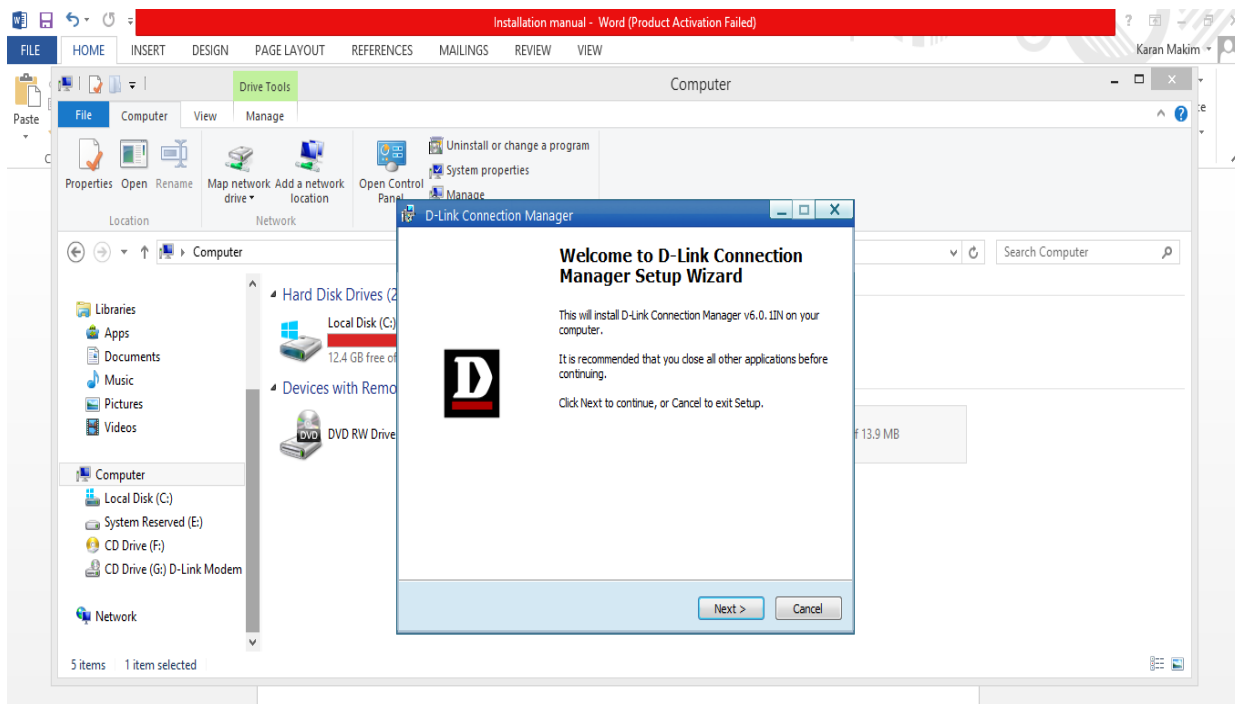 Installation manual - Word (Product Activation Failed)
FILE HOME INSERT DESIGN PAGE LAYOUT REFERENCES MAILINGS REVIEW VIEW Karan Makim
Paste
Drive Tools
Computer
File Computer View Manage
Properties Open Rename Map network drive Add a network location Open Control Panel
Uninstall or change a program
System properties
Manage
Location Network
Computer
Search Computer
Libraries
Apps
Documents
Music
Pictures
Videos
Computer
Local Disk (C:)
System Reserved (E:)
CD Drive (F:)
CD Drive (G:) D-Link Modem
Network
Hard Disk Drives (2
Local Disk (C:)
12.4 GB free of
Devices with Remo
DVD
DVD RW Drive
f 13.9 MB
D-Link Connection Manager
Welcome to D-Link Connection
Manager Setup Wizard
This will install D-Link Connection Manager v6.0.1IN on your
computer.
It is recommended that you close all other applications before
continuing.
Click Next to continue, or Cancel to exit Setup.
D
Next > Cancel
5 items 1 item selected